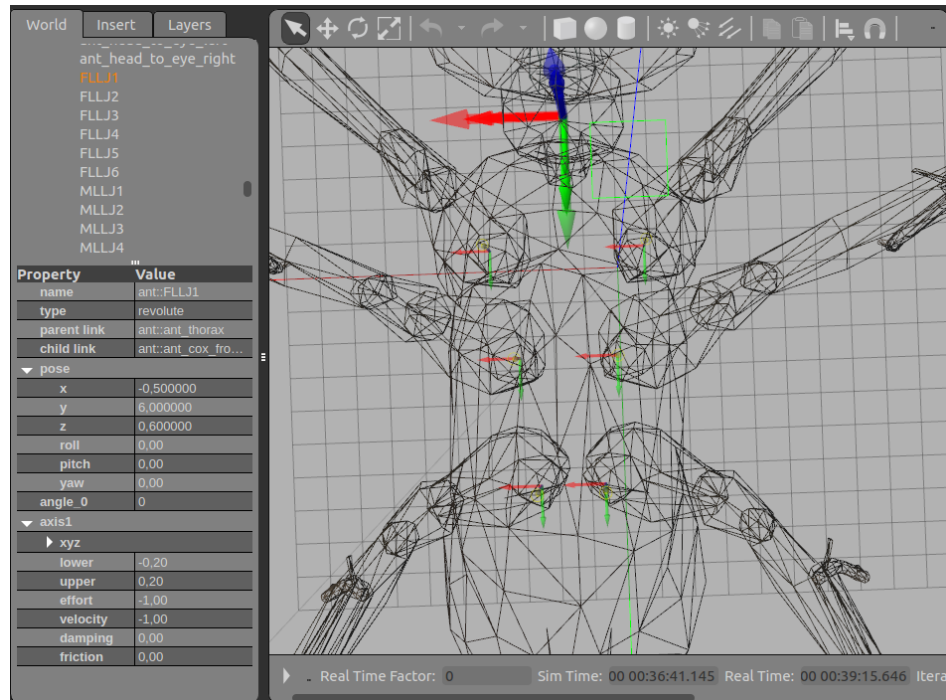 World Insert Layers
ant_head_to_eye_right
FLLJ1
FLLJ2
FLLJ3
FLLJ4
FLLJ5
FLLJ6
MLLJ1
MLLJ2
MLLJ3
MLLJ4
Property Value
name ant::FLLJ1
type revolute
parent link ant::ant_thorax
child link ant::ant_cox_fro...
pose
x -0,500000
y 6,000000
z 0,600000
roll 0,00
pitch 0,00
yaw 0,00
angle_0 0
axis1
xyz
lower -0,20
upper 0,20
effort -1,00
velocity -1,00
damping 0,00
friction 0,00
Real Time Factor: 0 Sim Time: 00 00:36:41.145 Real Time: 00 00:39:15.646 Itera